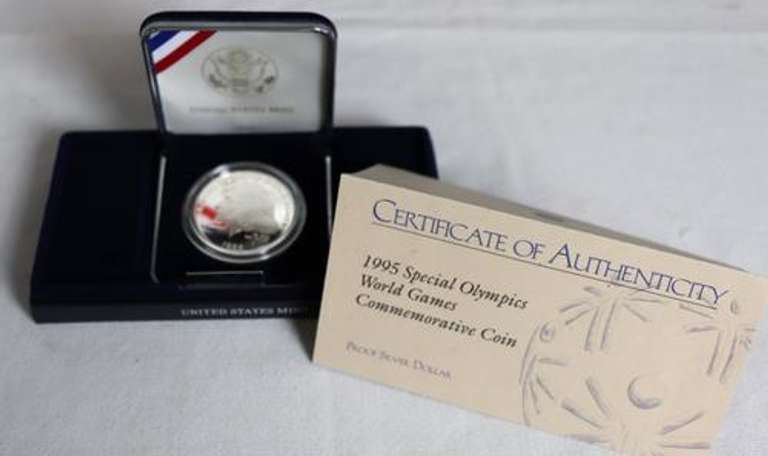 UNITED STATES MINT
1995
UNITED STATES MINT
CERTIFICATE OF AUTHENTICITY
1995 Special Olympics
World Games
Commemorative Coin
PROOF SILVER DOLLAR